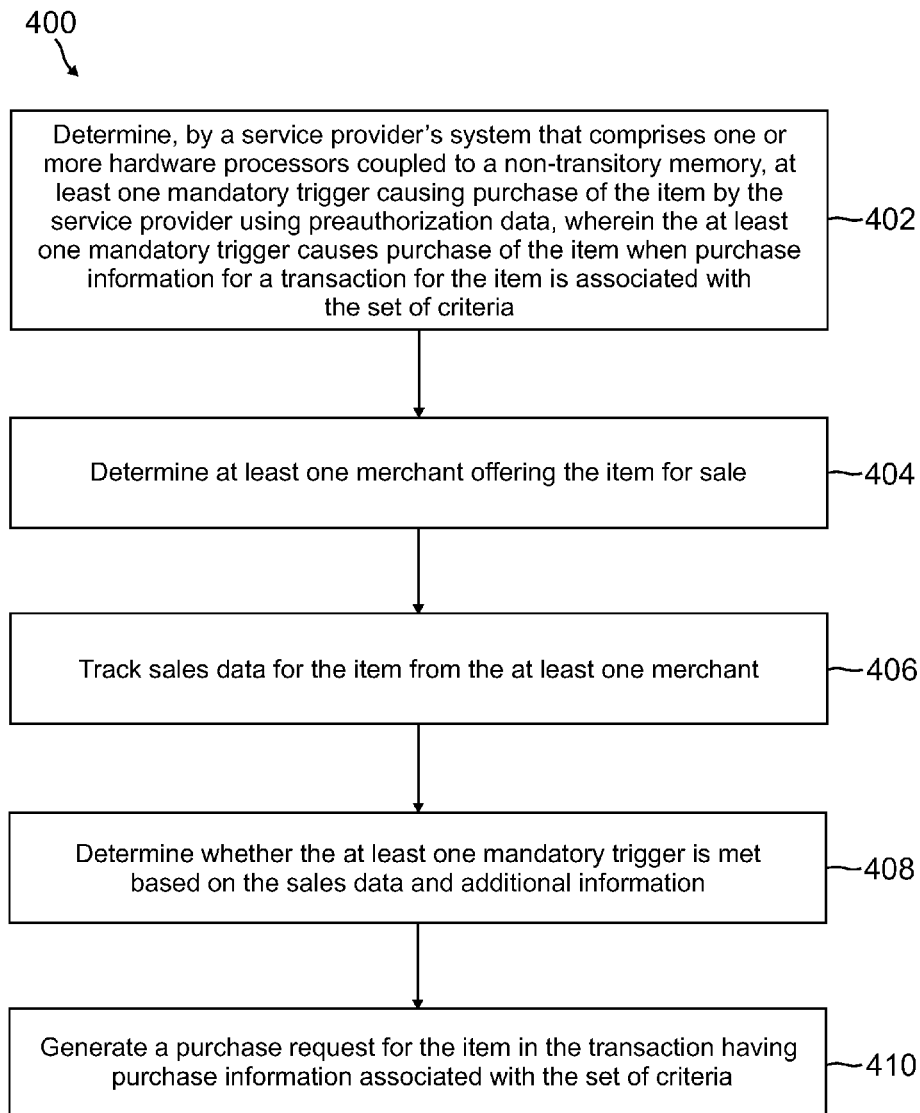 400
Determine, by a service provider's system that comprises one or
more hardware processors coupled to a non-transitory memory, at
least one mandatory trigger causing purchase of the item by the
service provider using preauthorization data, wherein the at least
one mandatory trigger causes purchase of the item when purchase
information for a transaction for the item is associated with
the set of criteria
402
Determine at least one merchant offering the item for sale
404
Track sales data for the item from the at least one merchant
406
Determine whether the at least one mandatory trigger is met
based on the sales data and additional information
408
Generate a purchase request for the item in the transaction having
purchase information associated with the set of criteria
410